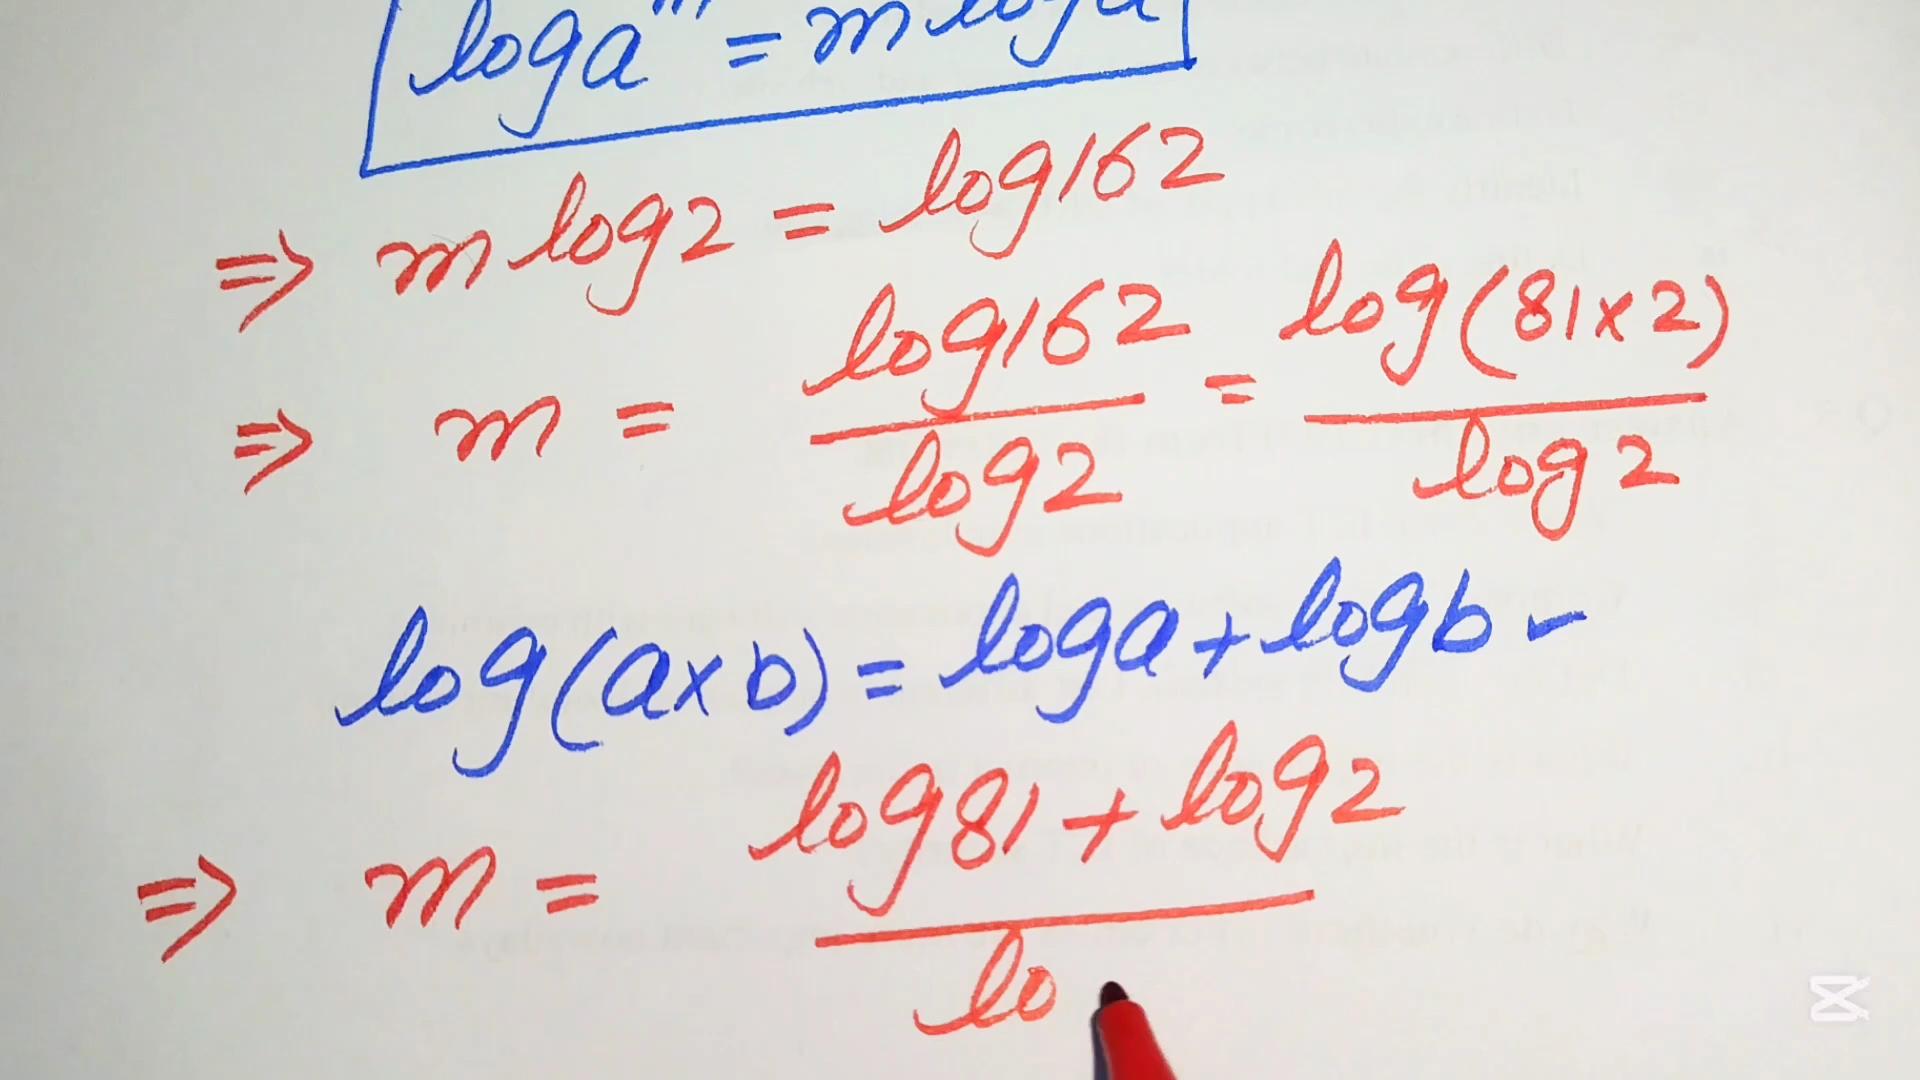 log aᵐ = m log a
⇒ m log 2 = log 162
⇒ m = log 162 / log 2 = log (81 x 2) / log 2
log (a x b) = log a + log b -
⇒ m = log 81 + log 2 / lo